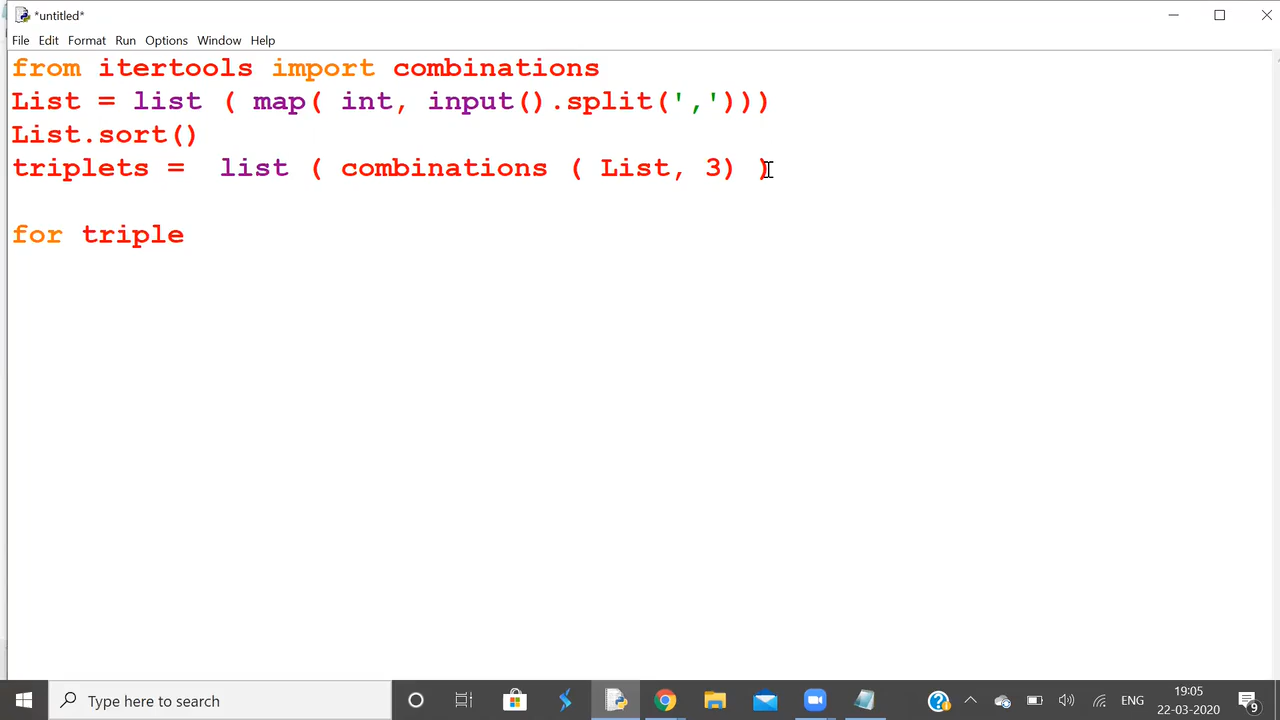 *untitled*
File Edit Format Run Options Window Help
from itertools import combinations
List = list ( map( int, input().split(',')))
List.sort()
triplets =  list ( combinations ( List, 3) )
for triple
Type here to search
ENG
19:05
22-03-2020
9